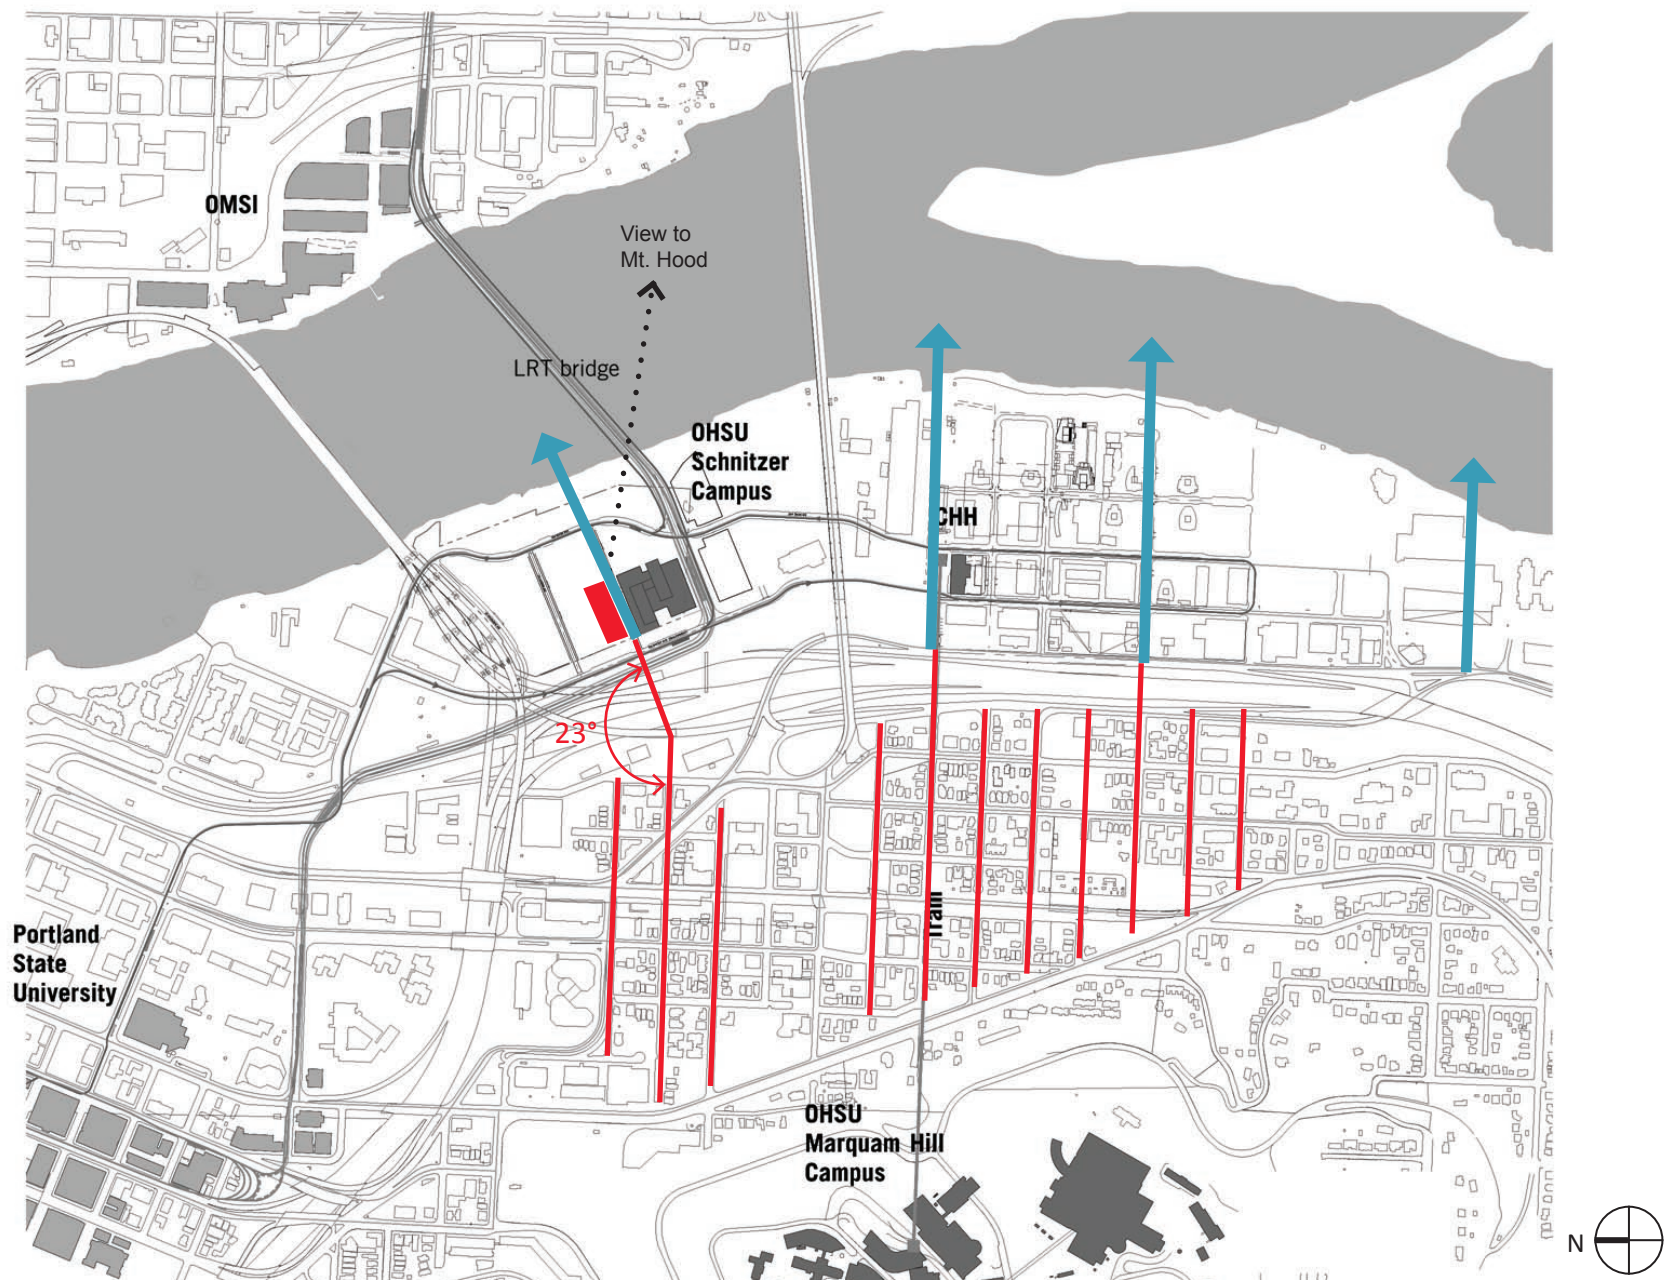 OMSI
View to
Mt. Hood
LRT bridge
OHSU
Schnitzer
Campus
CHH
23°
Tram
Portland
State
University
OHSU
Marquam Hill
Campus
N